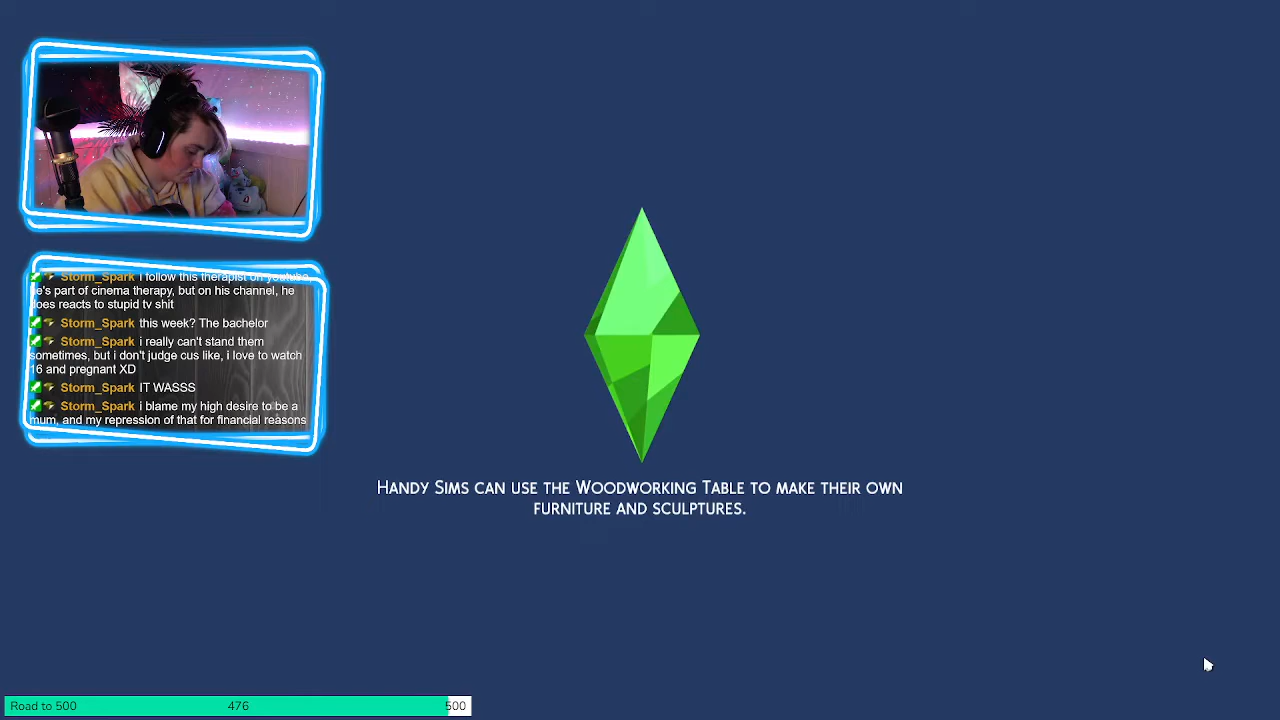 Storm_Spark i follow this therapist on youtube,
he's part of cinema therapy, but on his channel, he
does reacts to stupid tv shit
Storm_Spark this week? The bachelor
Storm_Spark i really can't stand them
sometimes, but i don't judge cus like, i love to watch
16 and pregnant XD
Storm_Spark IT WASSS
Storm_Spark i blame my high desire to be a
mum, and my repression of that for financial reasons
Handy Sims can use the Woodworking Table to make their own
furniture and sculptures.
Road to 500 476 500